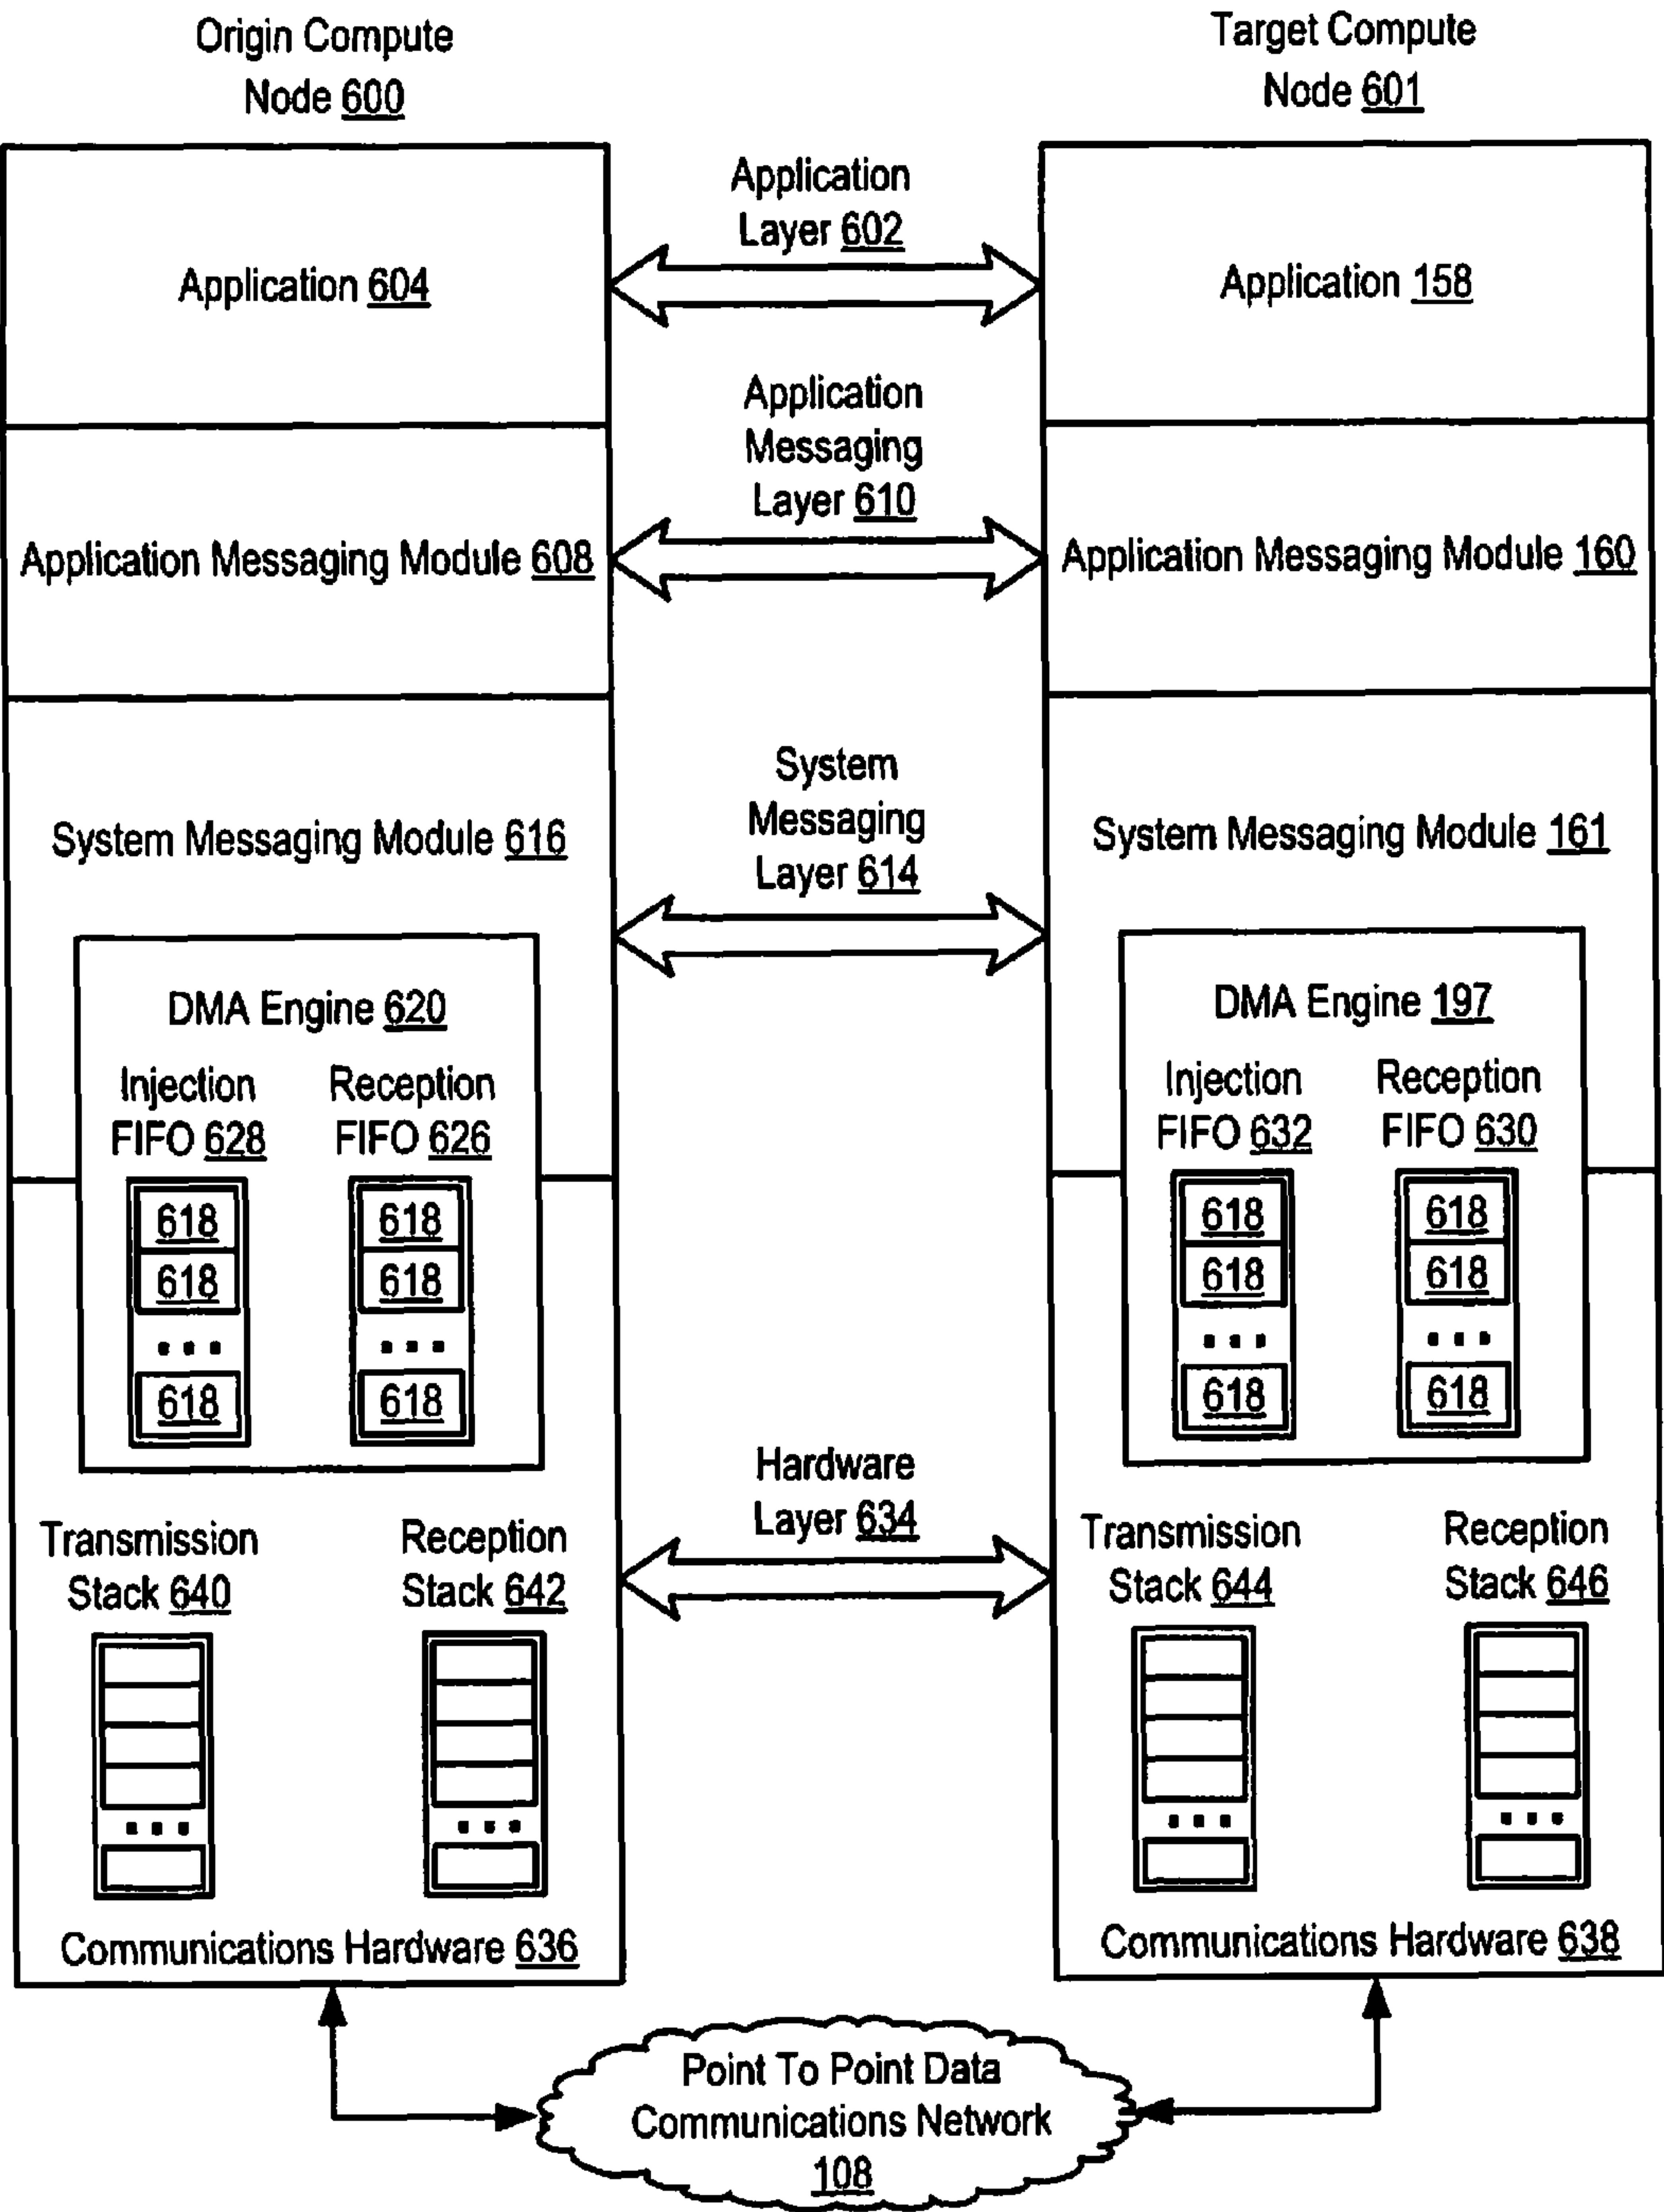 Origin Compute
Node 600
Target Compute
Node 601
Application
Layer 602
Application 604
Application 158
Application
Messaging
Layer 610
Application Messaging Module 608
Application Messaging Module 160
System
Messaging
Layer 614
System Messaging Module 616
System Messaging Module 161
DMA Engine 620
Injection
FIFO 628
Reception
FIFO 626
618
618
...
618
618
618
...
618
DMA Engine 197
Injection
FIFO 632
Reception
FIFO 630
618
618
...
618
618
618
...
618
Hardware
Layer 634
Transmission
Stack 640
...
Reception
Stack 642
...
Transmission
Stack 644
...
Reception
Stack 646
...
Communications Hardware 636
Communications Hardware 638
Point To Point Data
Communications Network
108